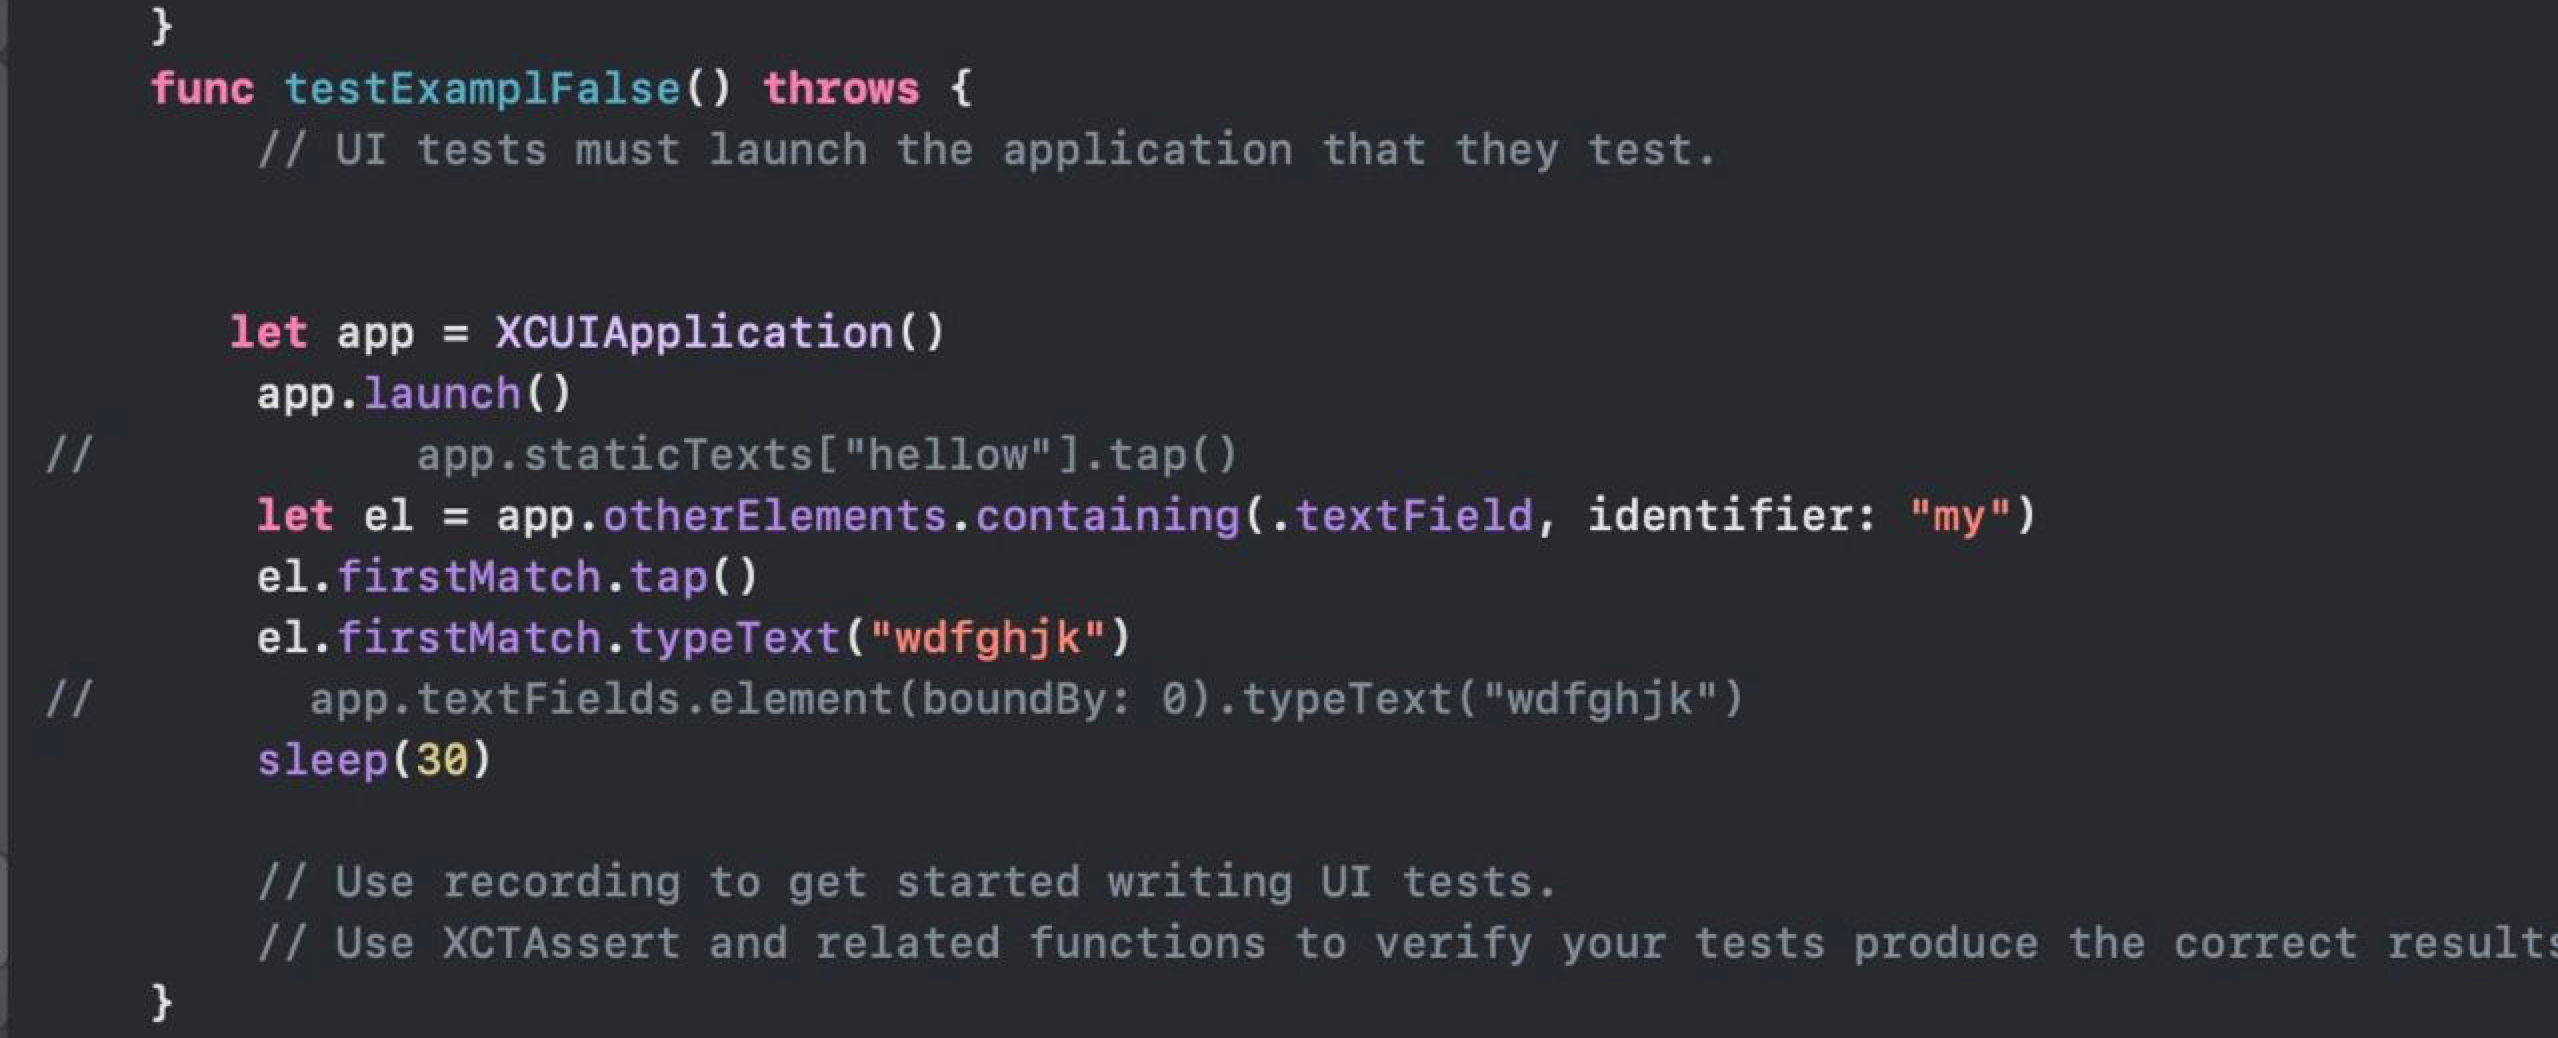 }
func testExamplFalse() throws {
// UI tests must launch the application that they test.
let app = XCUIApplication()
app.launch()
// app.staticTexts["hellow"].tap()
let el = app.otherElements.containing(.textField, identifier: "my")
el.firstMatch.tap()
el.firstMatch.typeText("wdfghjk")
// app.textFields.element(boundBy: 0).typeText("wdfghjk")
sleep(30)
// Use recording to get started writing UI tests.
// Use XCTAssert and related functions to verify your tests produce the correct results
}